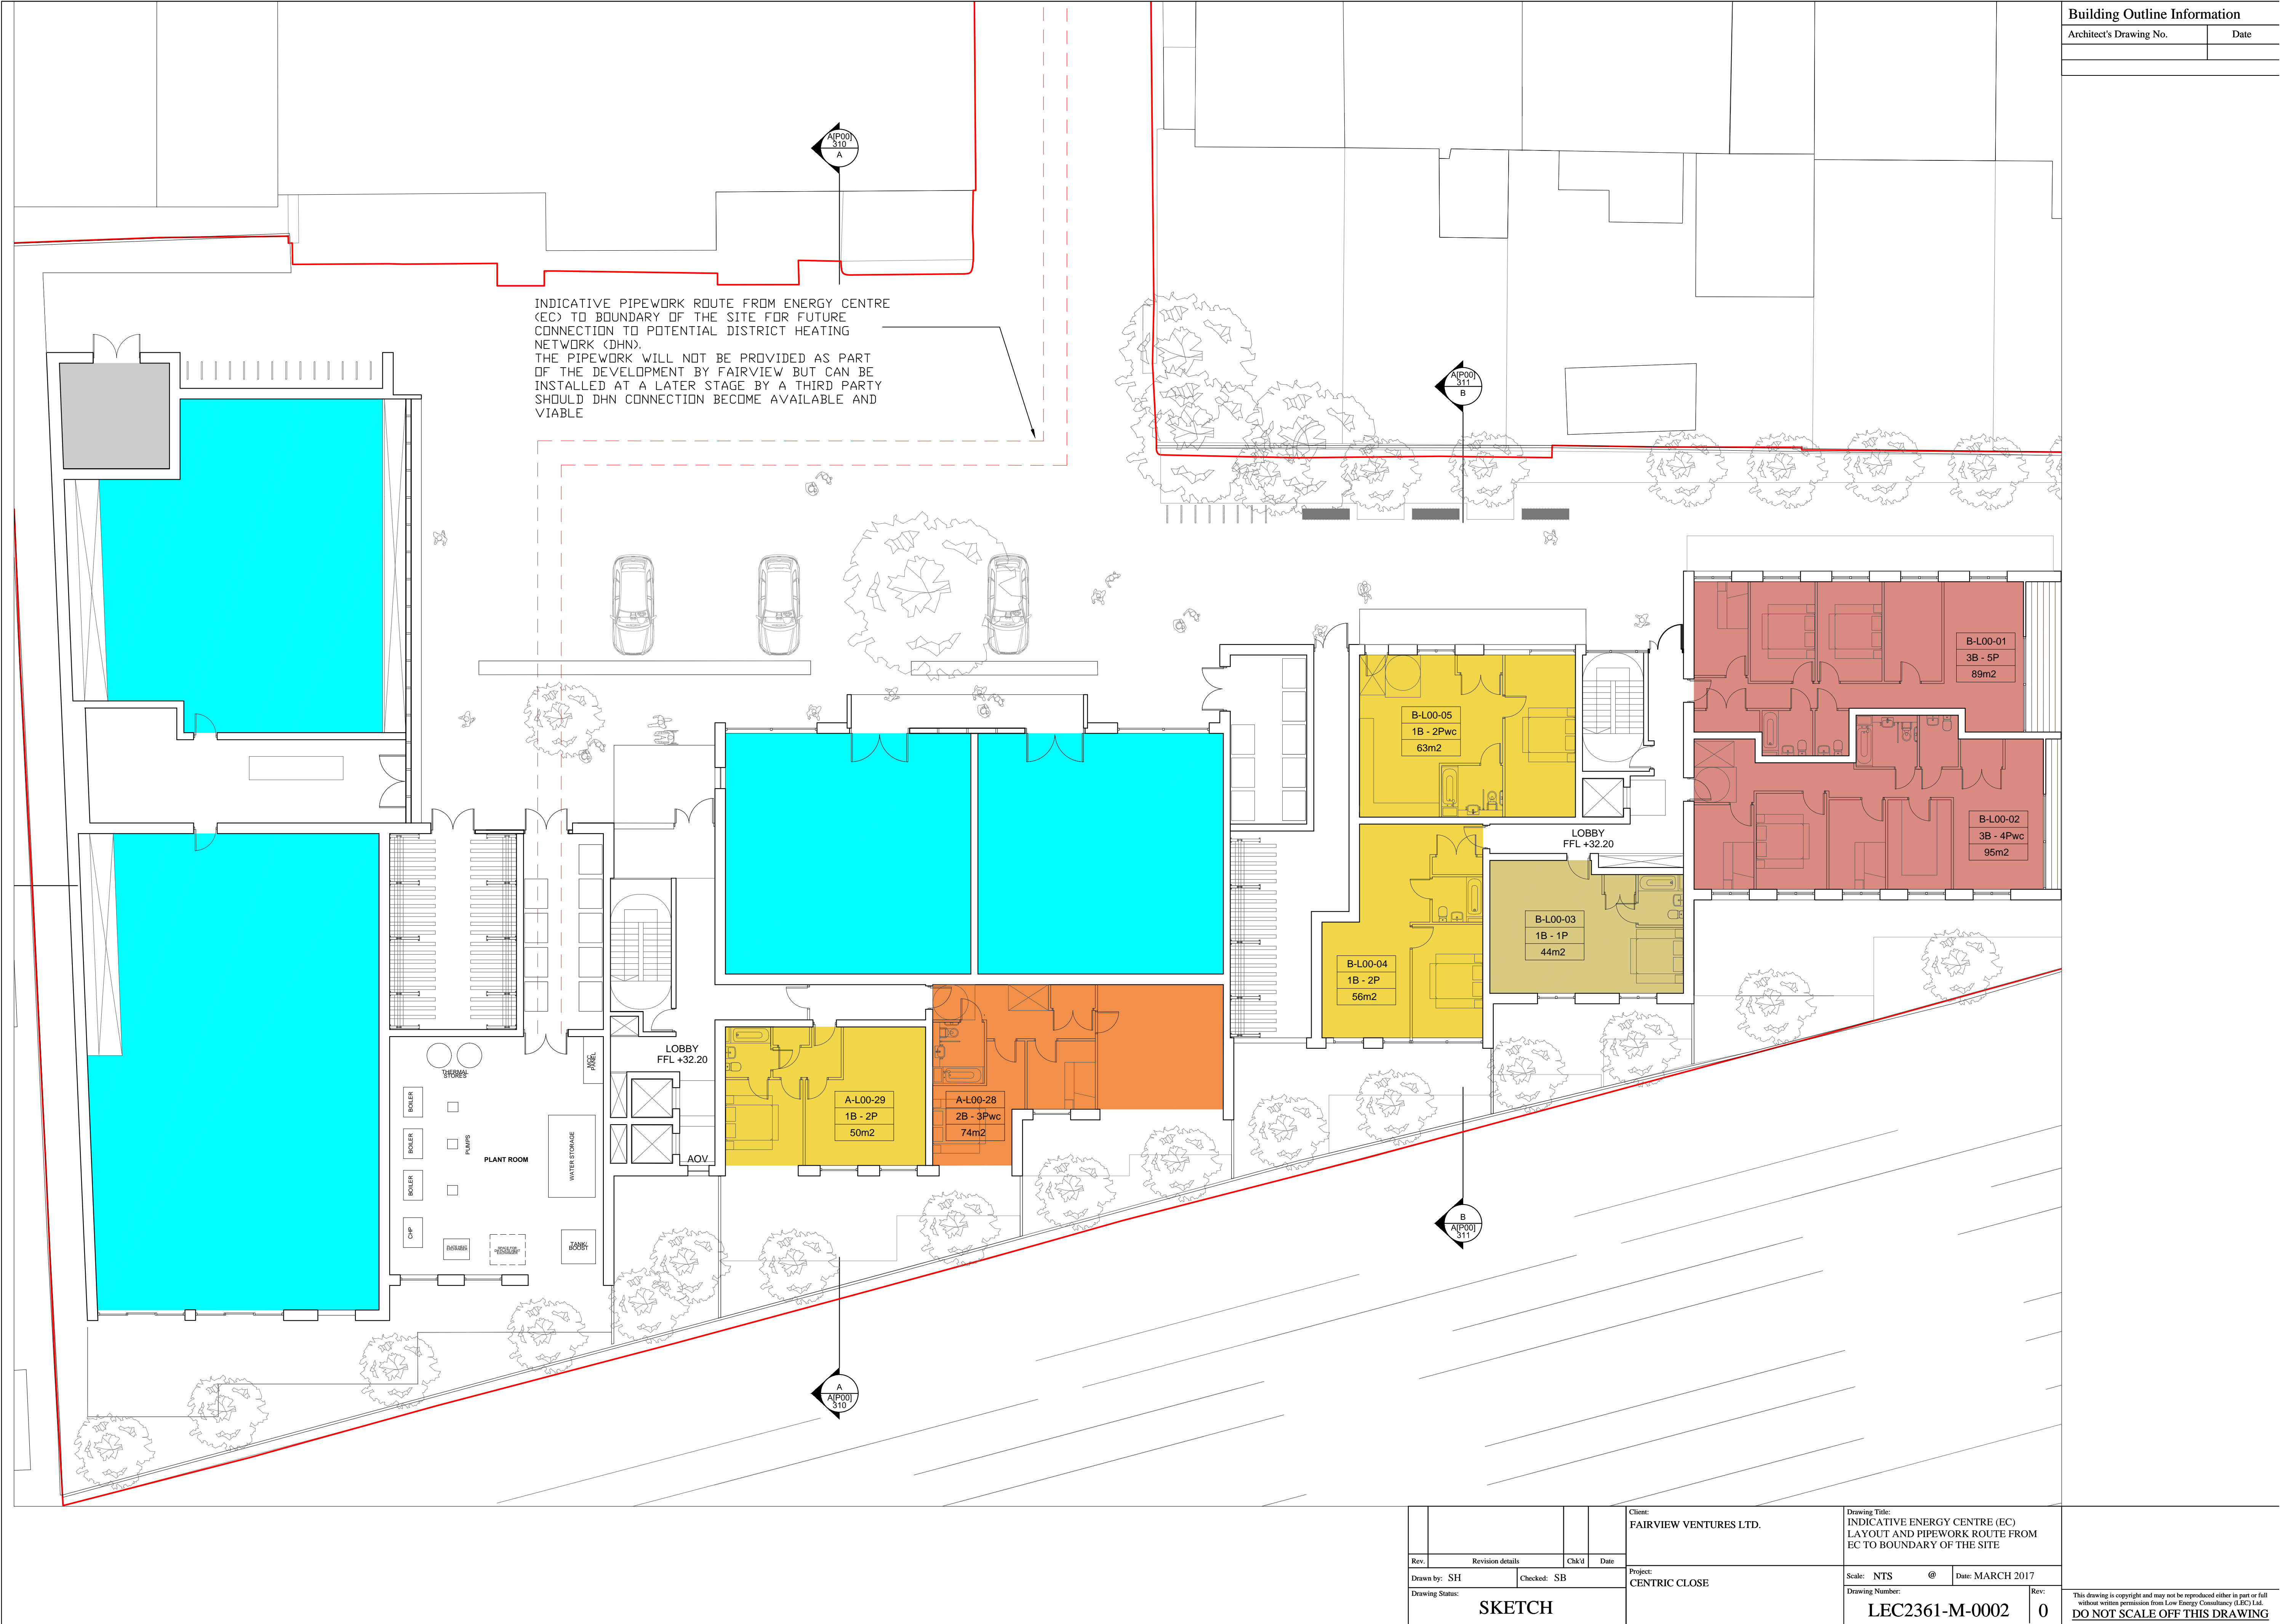 Building Outline Information
Architect's Drawing No.
Date
A[P00]
310
A
INDICATIVE PIPEWORK ROUTE FROM ENERGY CENTRE
(EC) TO BOUNDARY OF THE SITE FOR FUTURE
CONNECTION TO POTENTIAL DISTRICT HEATING
NETWORK (DHN).
THE PIPEWORK WILL NOT BE PROVIDED AS PART
OF THE DEVELOPMENT BY FAIRVIEW BUT CAN BE
INSTALLED AT A LATER STAGE BY A THIRD PARTY
SHOULD DHN CONNECTION BECOME AVAILABLE AND
VIABLE
A[P00]
311
B
B-L00-01
3B - 5P
89m2
B-L00-05
1B - 2Pwc
63m2
B-L00-02
3B - 4Pwc
95m2
LOBBY
FFL +32.20
B-L00-03
1B - 1P
44m2
B-L00-04
1B - 2P
56m2
LOBBY
FFL +32.20
MCC
PANEL
THERMAL
STORES
BOILER
BOILER
BOILER
CHP
PUMPS
PLANT ROOM
WATER STORAGE
TANK/
BOOST
PLATE HEAT
EXCHANGER
SPACE FOR
EXCHANGER
AOV
A-L00-29
1B - 2P
50m2
A-L00-28
2B - 3Pwc
74m2
B
A[P00]
311
A
A[P00]
310
Rev.
Revision details
Chk'd
Date
Drawn by: SH
Checked: SB
Drawing Status:
SKETCH
Client:
FAIRVIEW VENTURES LTD.
Project:
CENTRIC CLOSE
Drawing Title:
INDICATIVE ENERGY CENTRE (EC)
LAYOUT AND PIPEWORK ROUTE FROM
EC TO BOUNDARY OF THE SITE
Scale: NTS @
Date: MARCH 2017
Drawing Number:
LEC2361-M-0002
Rev:
0
This drawing is copyright and may not be reproduced either in part or full
without written permission from Low Energy Consultancy (LEC) Ltd.
DO NOT SCALE OFF THIS DRAWING